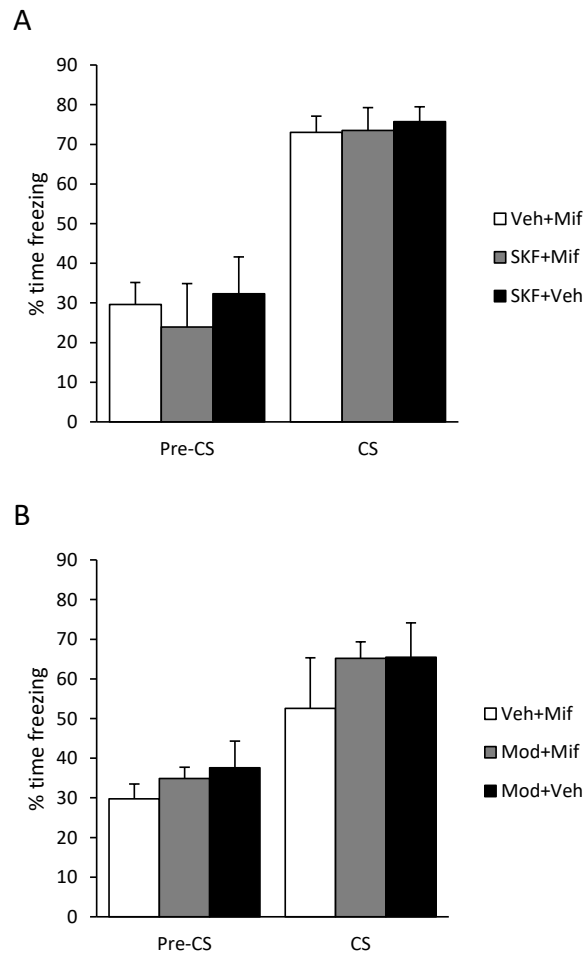 A
90
80
70
60
50
40
30
20
10
0
% time freezing
Pre-CS
CS
Veh+Mif
SKF+Mif
SKF+Veh
B
90
80
70
60
50
40
30
20
10
0
% time freezing
Pre-CS
CS
Veh+Mif
Mod+Mif
Mod+Veh